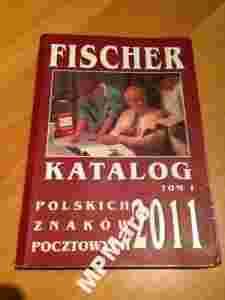 FISCHER
KATALOG
TOM I
POLSKICH
ZNAKÓW
POCZTOWYCH
2011